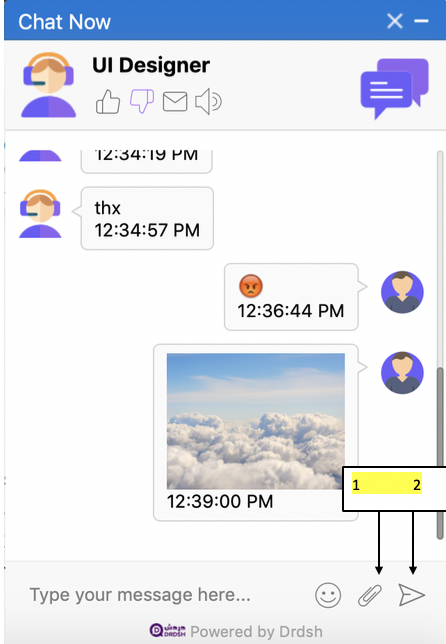 Chat Now
UI Designer
12:34:19 PM
thx
12:34:57 PM
12:36:44 PM
12:39:00 PM
1 2
Type your message here...
دردش DRDSH Powered by Drdsh